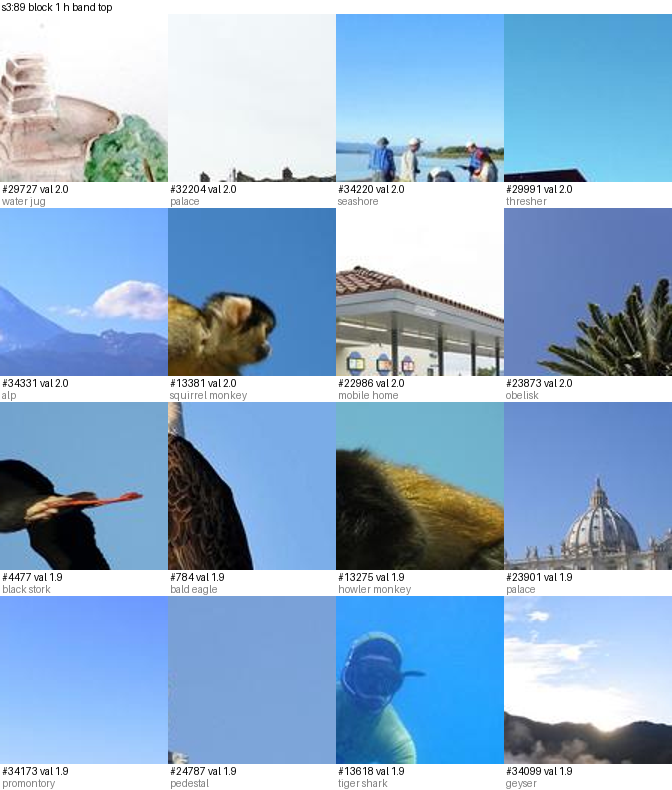 s3:89 block 1 h band top
#29727 val 2.0
water jug
#32204 val 2.0
palace
#34220 val 2.0
seashore
#29991 val 2.0
thresher
#34331 val 2.0
alp
#13381 val 2.0
squirrel monkey
#22986 val 2.0
mobile home
#23873 val 2.0
obelisk
#4477 val 1.9
black stork
#784 val 1.9
bald eagle
#13275 val 1.9
howler monkey
#23901 val 1.9
palace
#34173 val 1.9
promontory
#24787 val 1.9
pedestal
#13618 val 1.9
tiger shark
#34099 val 1.9
geyser